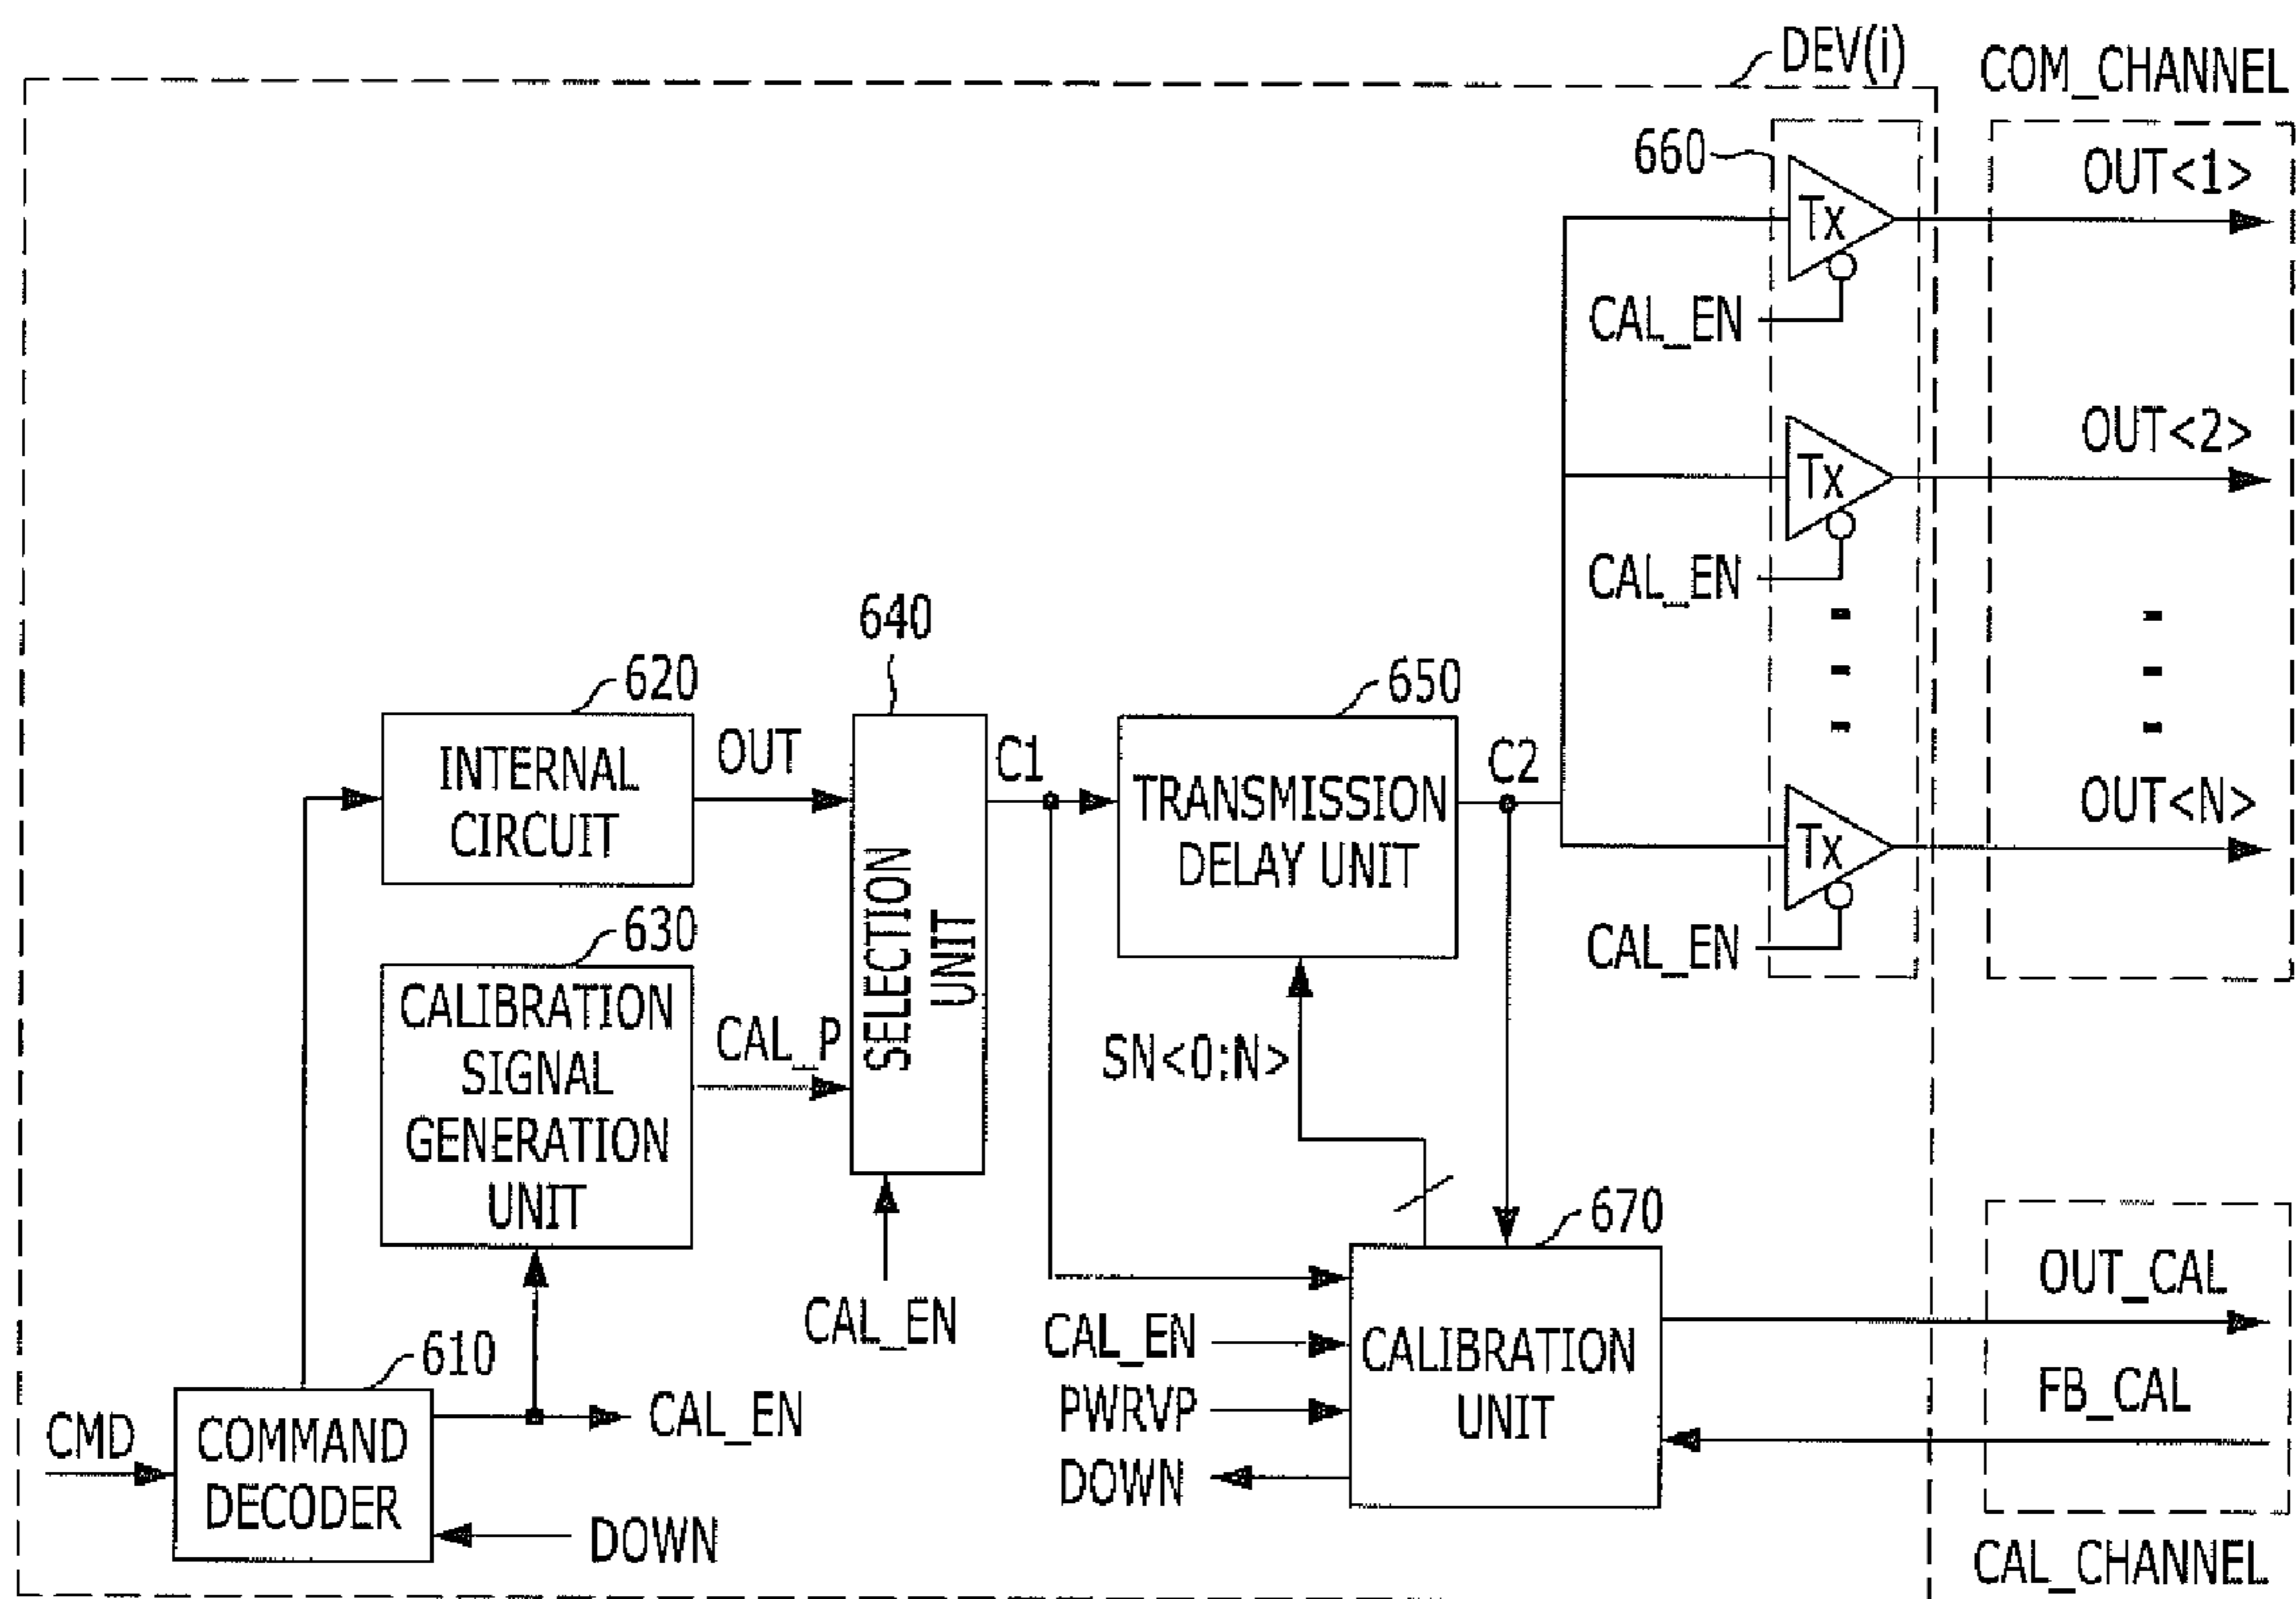 DEV(i)
COM_CHANNEL
660
Tx
OUT<1>
CAL_EN
Tx
OUT<2>
CAL_EN
640
620
650
INTERNAL
CIRCUIT
OUT
SELECTION
UNIT
C1
TRANSMISSION
DELAY UNIT
C2
Tx
OUT<N>
CAL_EN
630
CALIBRATION
SIGNAL
GENERATION
UNIT
CAL_P
SN<0:N>
CAL_EN
670
CALIBRATION
UNIT
CAL_EN
PWRVP
DOWN
OUT_CAL
FB_CAL
CAL_CHANNEL
610
CMD
COMMAND
DECODER
CAL_EN
DOWN